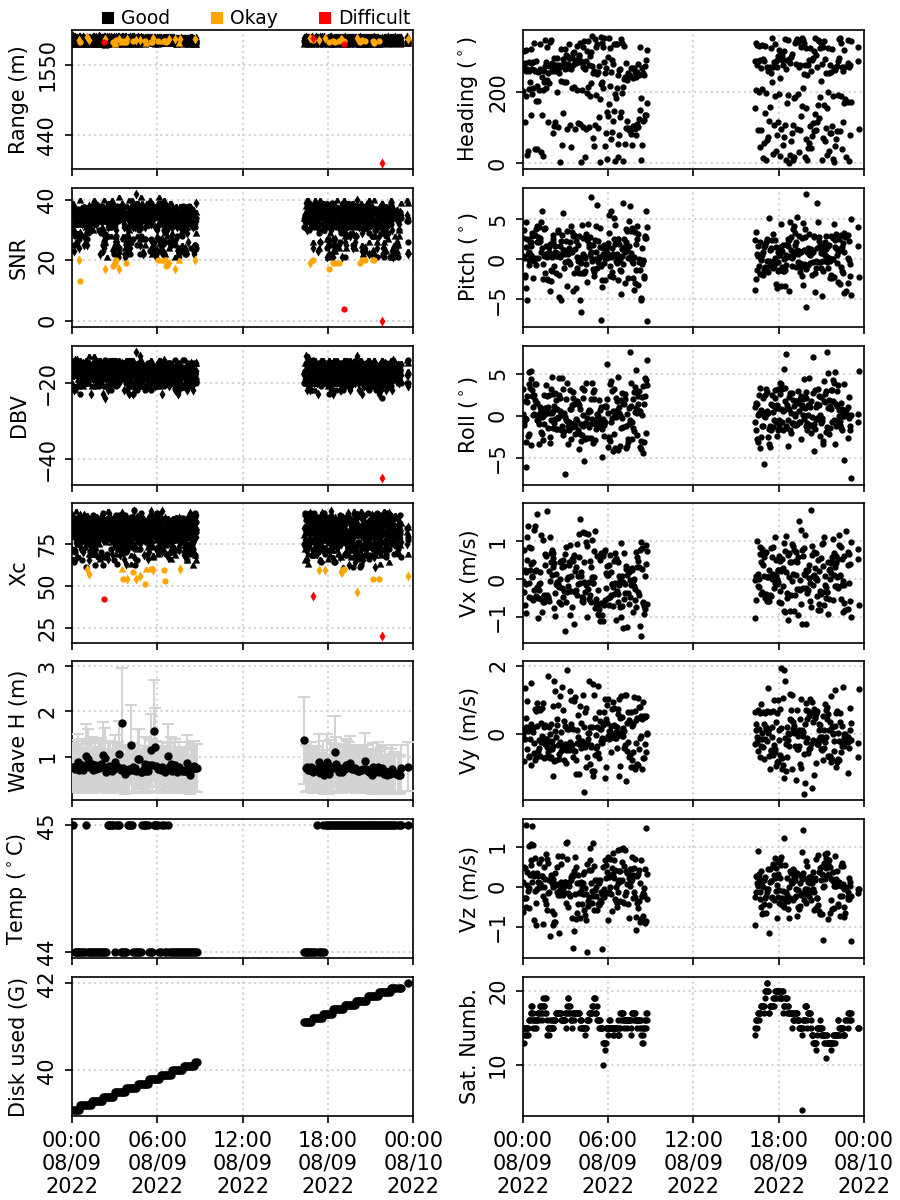 Good Okay Difficult
Range (m)
1550
440
Heading (°)
200
0
SNR
40
20
0
Pitch (°)
5
0
−5
DBV
−20
−40
Roll (°)
5
0
−5
Xc
75
50
25
Vx (m/s)
1
0
−1
Wave H (m)
3
2
1
Vy (m/s)
2
0
Temp (°C)
45
44
Vz (m/s)
1
0
−1
Disk used (G)
42
40
Sat. Numb.
20
10
00:00 06:00 12:00 18:00 00:00 00:00 06:00 12:00 18:00 00:00
08/09 08/09 08/09 08/09 08/10 08/09 08/09 08/09 08/09 08/10
2022 2022 2022 2022 2022 2022 2022 2022 2022 2022